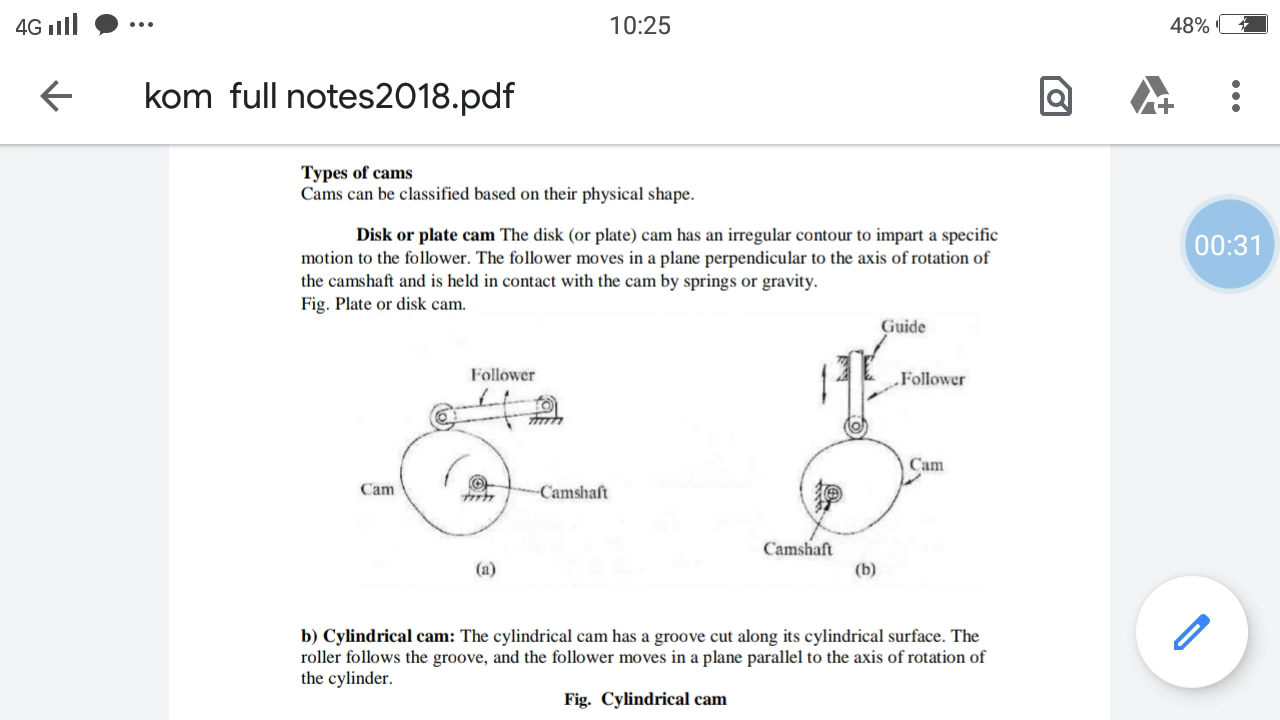 4G 10:25 48%
kom full notes2018.pdf
Types of cams
Cams can be classified based on their physical shape.
00:31
Disk or plate cam The disk (or plate) cam has an irregular contour to impart a specific
motion to the follower. The follower moves in a plane perpendicular to the axis of rotation of
the camshaft and is held in contact with the cam by springs or gravity.
Fig. Plate or disk cam.
Follower
Cam
Camshaft
(a)
Guide
Follower
Cam
Camshaft
(b)
b) Cylindrical cam: The cylindrical cam has a groove cut along its cylindrical surface. The
roller follows the groove, and the follower moves in a plane parallel to the axis of rotation of
the cylinder.
Fig. Cylindrical cam